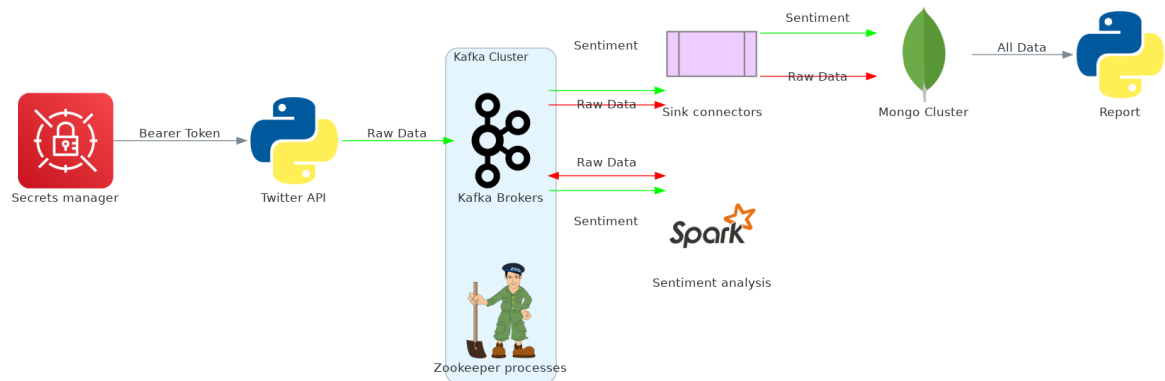 Sentiment
Sentiment
Kafka Cluster
All Data
Raw Data
Raw Data
Sink connectors
Mongo Cluster
Report
Bearer Token
Raw Data
Raw Data
Secrets manager
Twitter API
Kafka Brokers
Sentiment
Spark
Sentiment analysis
ZOO
Zookeeper processes